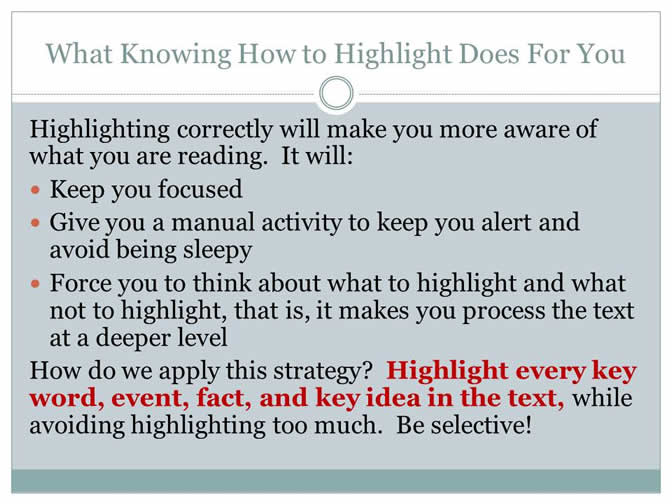 What Knowing How to Highlight Does For You
Highlighting correctly will make you more aware of
what you are reading.  It will:
• Keep you focused
• Give you a manual activity to keep you alert and
avoid being sleepy
• Force you to think about what to highlight and what
not to highlight, that is, it makes you process the text
at a deeper level
How do we apply this strategy?  Highlight every key
word, event, fact, and key idea in the text, while
avoiding highlighting too much.  Be selective!